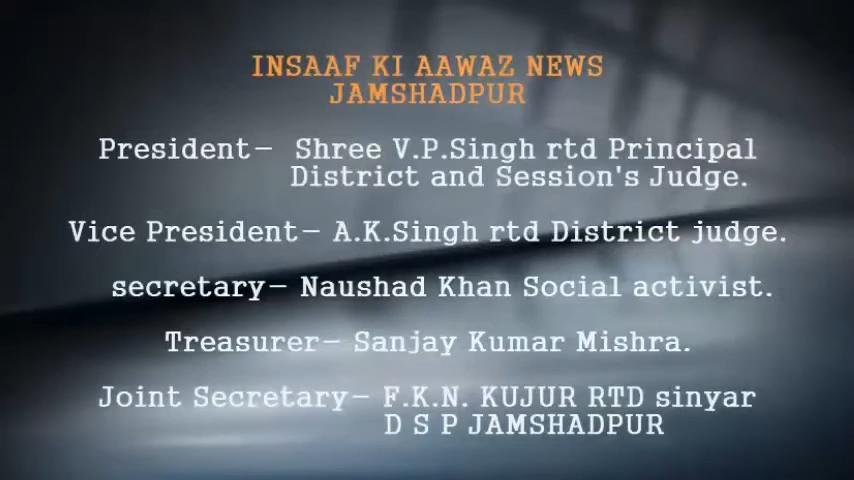 INSAAF KI AAWAZ NEWS
JAMSHADPUR
President- Shree V.P.Singh rtd Principal
District and Session's Judge.
Vice President- A.K.Singh rtd District judge.
secretary- Naushad Khan Social activist.
Treasurer- Sanjay Kumar Mishra.
Joint Secretary- F.K.N. KUJUR RTD sinyar
D S P JAMSHADPUR